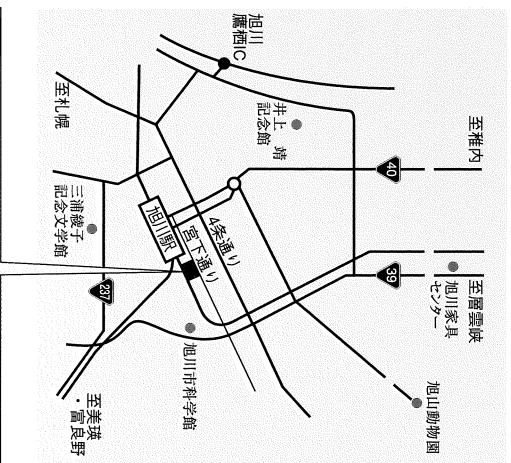 旭川
鷹栖IC
至札幌
井上 靖
記念館
至稚内
40
三浦綾子
記念文学館
旭川駅
4条通り
宮下通り
39
旭川家具
センター
至層雲峡
237
旭川市科学館
旭山動物園
至美瑛
・富良野